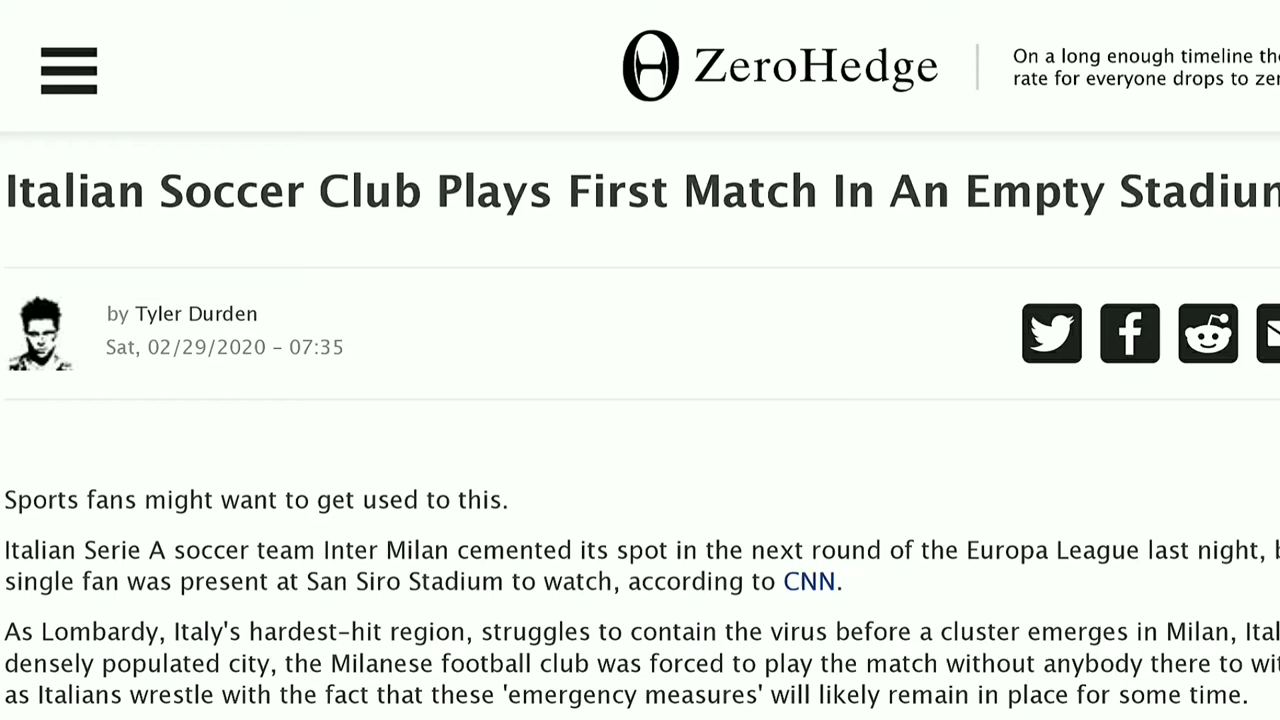 ZeroHedge
On a long enough timeline the
rate for everyone drops to
Italian Soccer Club Plays First Match In An Empty
by Tyler Durden
Sat, 02/29/2020 - 07:35
Sports fans might want to get used to this.
Italian Serie A soccer team Inter Milan cemented its spot in the next round of the Europa League last night,
single fan was present at San Siro Stadium to watch, according to CNN.
As Lombardy, Italy's hardest-hit region, struggles to contain the virus before a cluster emerges in Milan,
densely populated city, the Milanese football club was forced to play the match without anybody there to
as Italians wrestle with the fact that these 'emergency measures' will likely remain in place for some time.